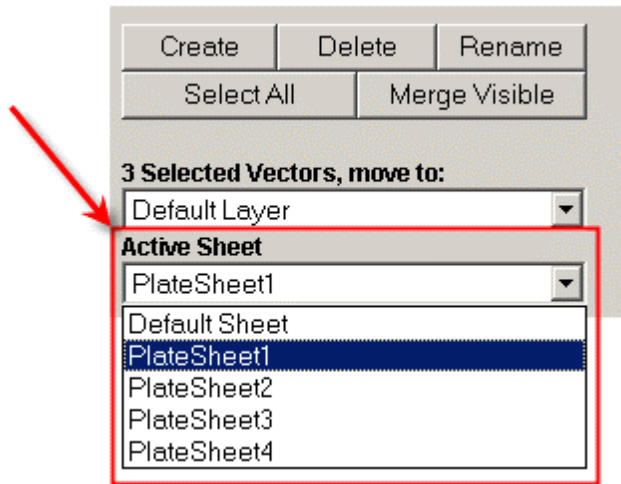 Create Delete Rename
Select All Merge Visible
3 Selected Vectors, move to:
Default Layer
Active Sheet
PlateSheet1
Default Sheet
PlateSheet1
PlateSheet2
PlateSheet3
PlateSheet4